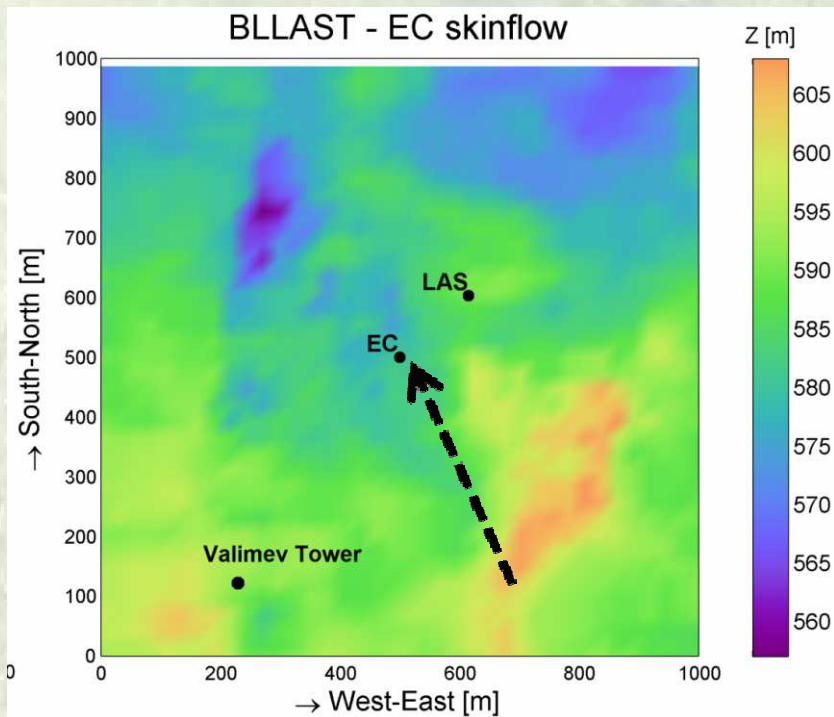 BLLAST - EC skinflow
Z [m]
1000
900
800
700
600
500
400
300
200
100
0
→ South-North [m]
LAS
EC
Valimev Tower
605
600
595
590
585
580
575
570
565
560
0
0 200 400 600 800 1000
→ West-East [m]